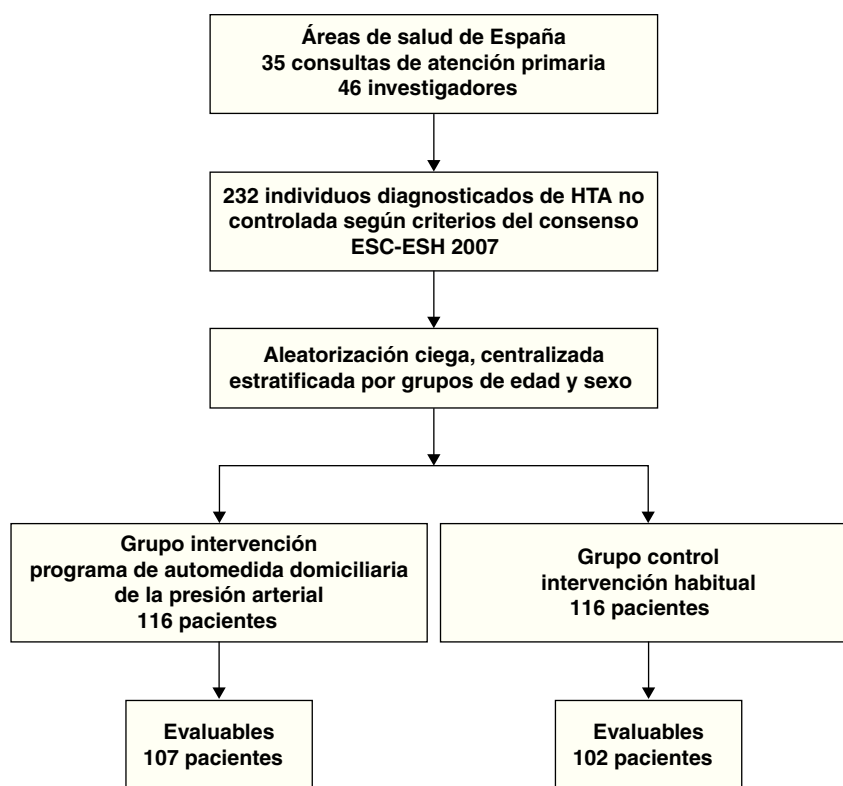 Áreas de salud de España
35 consultas de atención primaria
46 investigadores
232 individuos diagnosticados de HTA no
controlada según criterios del consenso
ESC-ESH 2007
Aleatorización ciega, centralizada
estratificada por grupos de edad y sexo
Grupo intervención
programa de automedida domiciliaria
de la presión arterial
116 pacientes
Grupo control
intervención habitual
116 pacientes
Evaluables
107 pacientes
Evaluables
102 pacientes